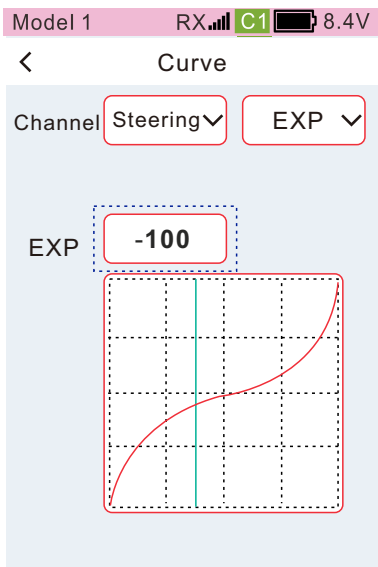 Model 1 RX C1 8.4V
Curve
Channel Steering EXP
EXP -100